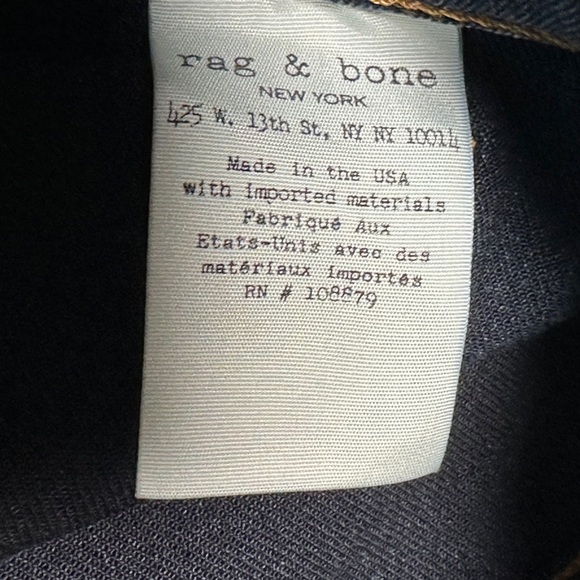 rag & bone
NEW YORK
425 W. 13th St, NY NY 10014
Made in the USA
with imported materials
Fabriqué Aux
Etats-Unis avec des
matériaux importés
RN # 108879